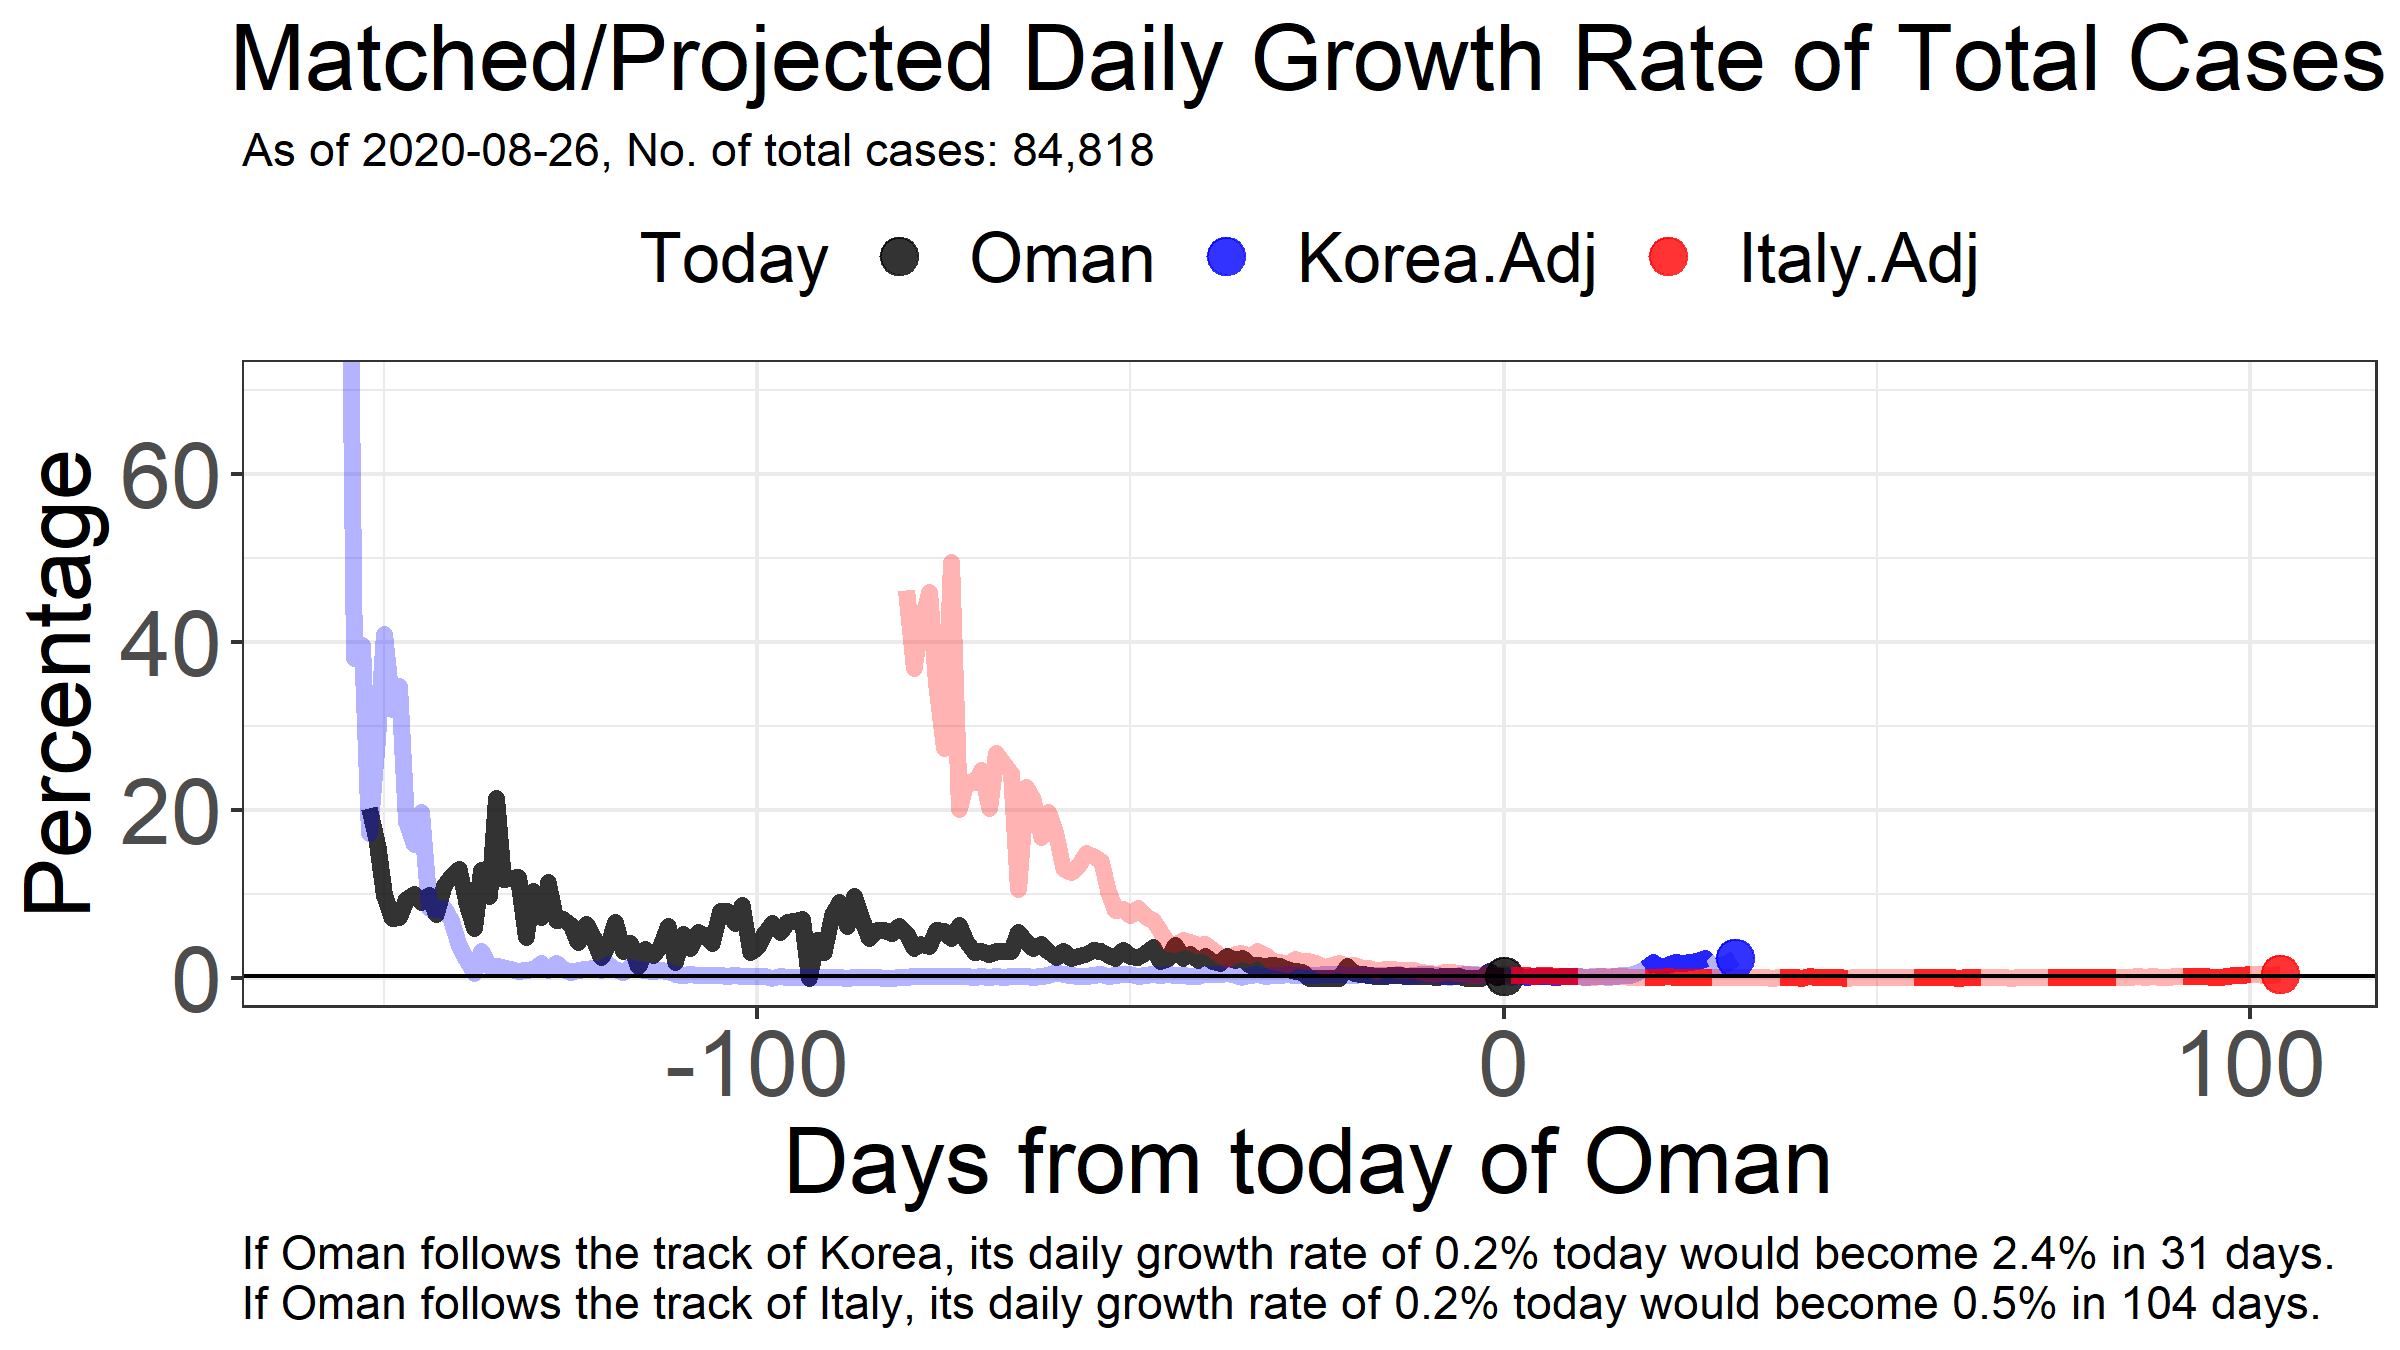 Matched/Projected Daily Growth Rate of Total Cases
As of 2020-08-26, No. of total cases: 84,818
Today Oman Korea.Adj Italy.Adj
Percentage
60
40
20
0
-100 0 100
Days from today of Oman
If Oman follows the track of Korea, its daily growth rate of 0.2% today would become 2.4% in 31 days.
If Oman follows the track of Italy, its daily growth rate of 0.2% today would become 0.5% in 104 days.